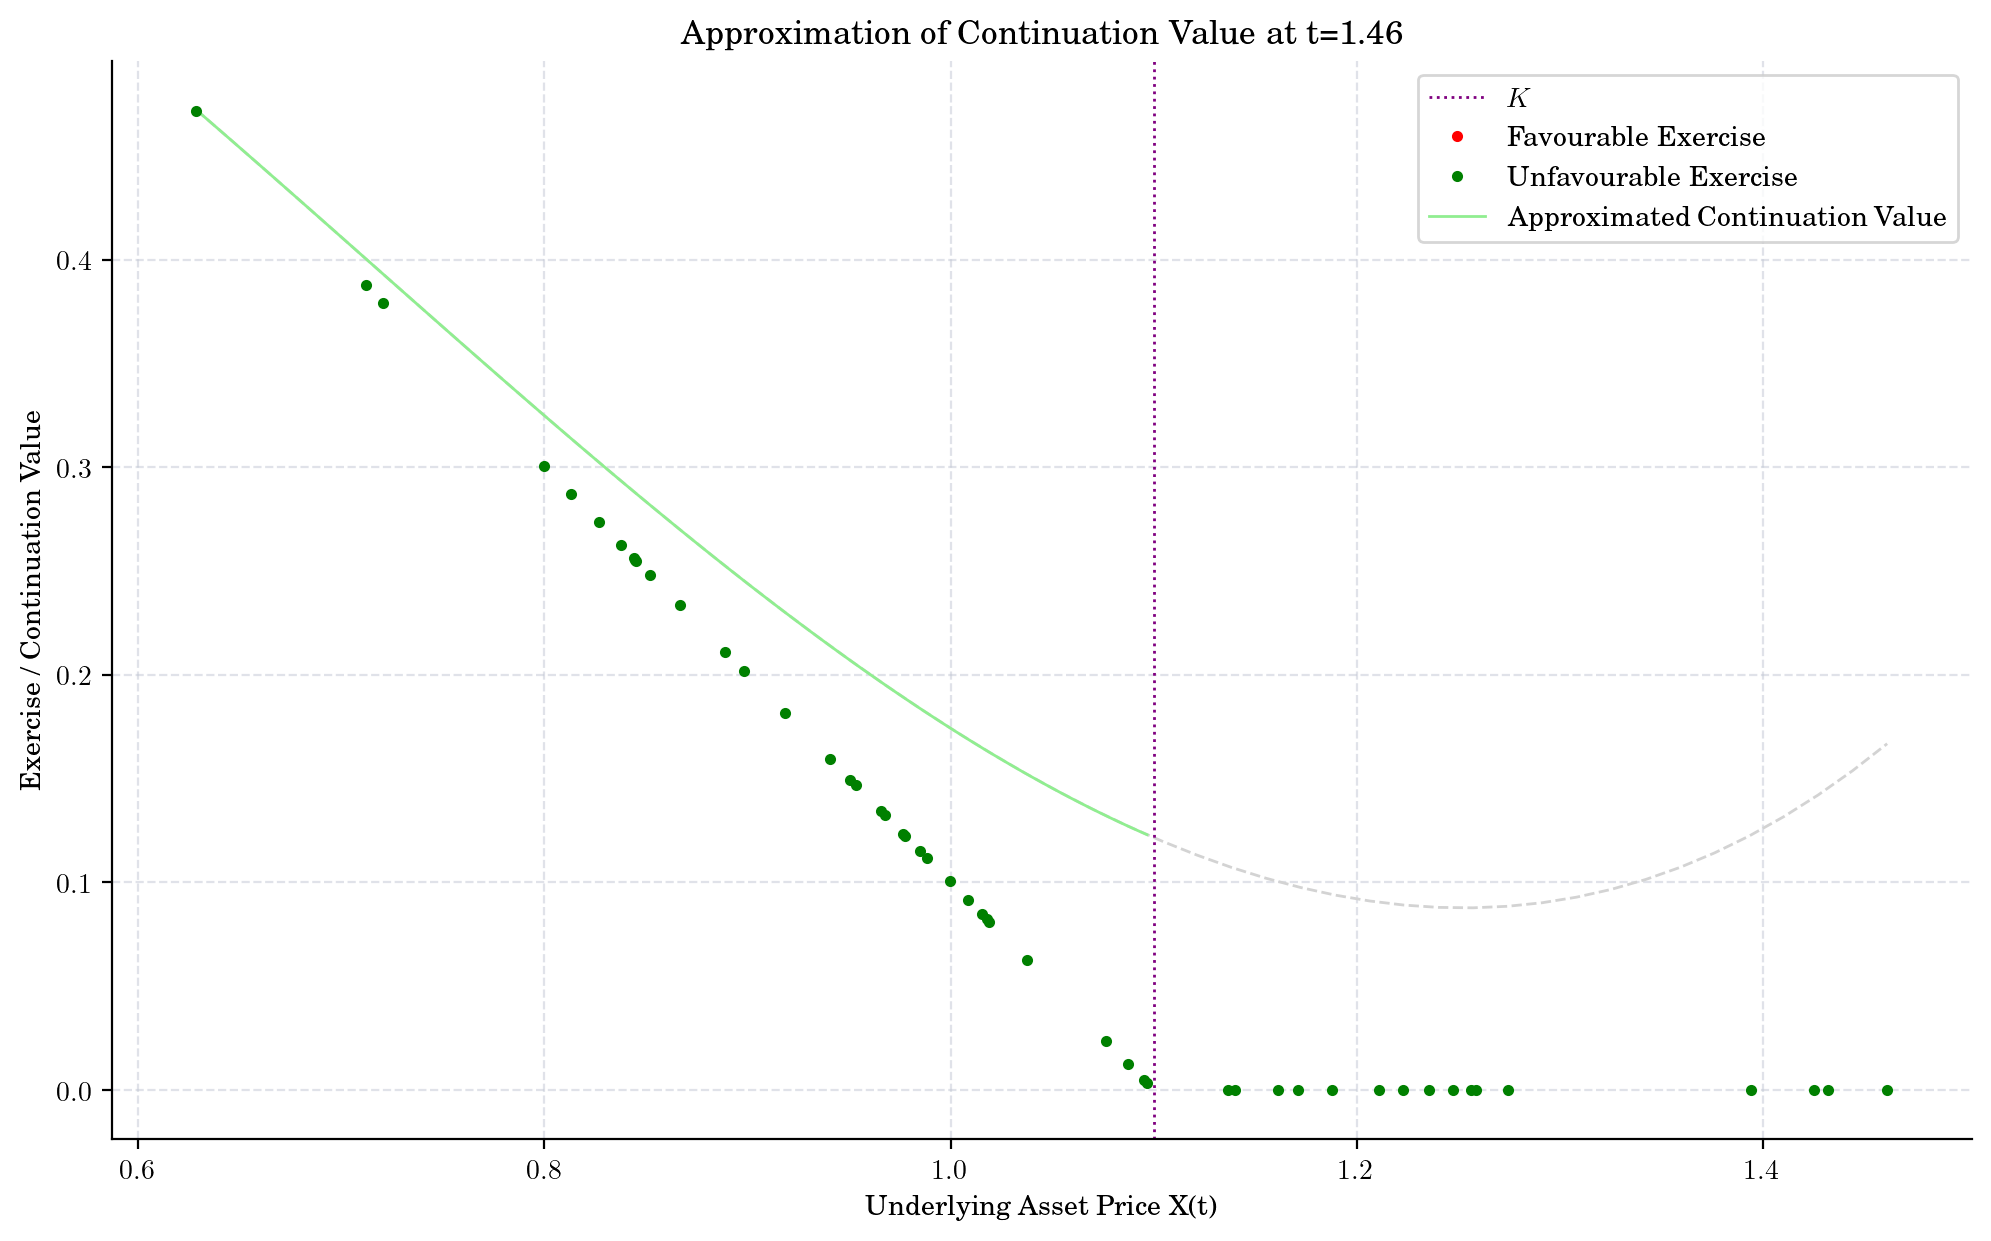 Approximation of Continuation Value at t=1.46
K
Favourable Exercise
Unfavourable Exercise
Approximated Continuation Value
Exercise / Continuation Value
0.4
0.3
0.2
0.1
0.0
0.6 0.8 1.0 1.2 1.4
Underlying Asset Price X(t)